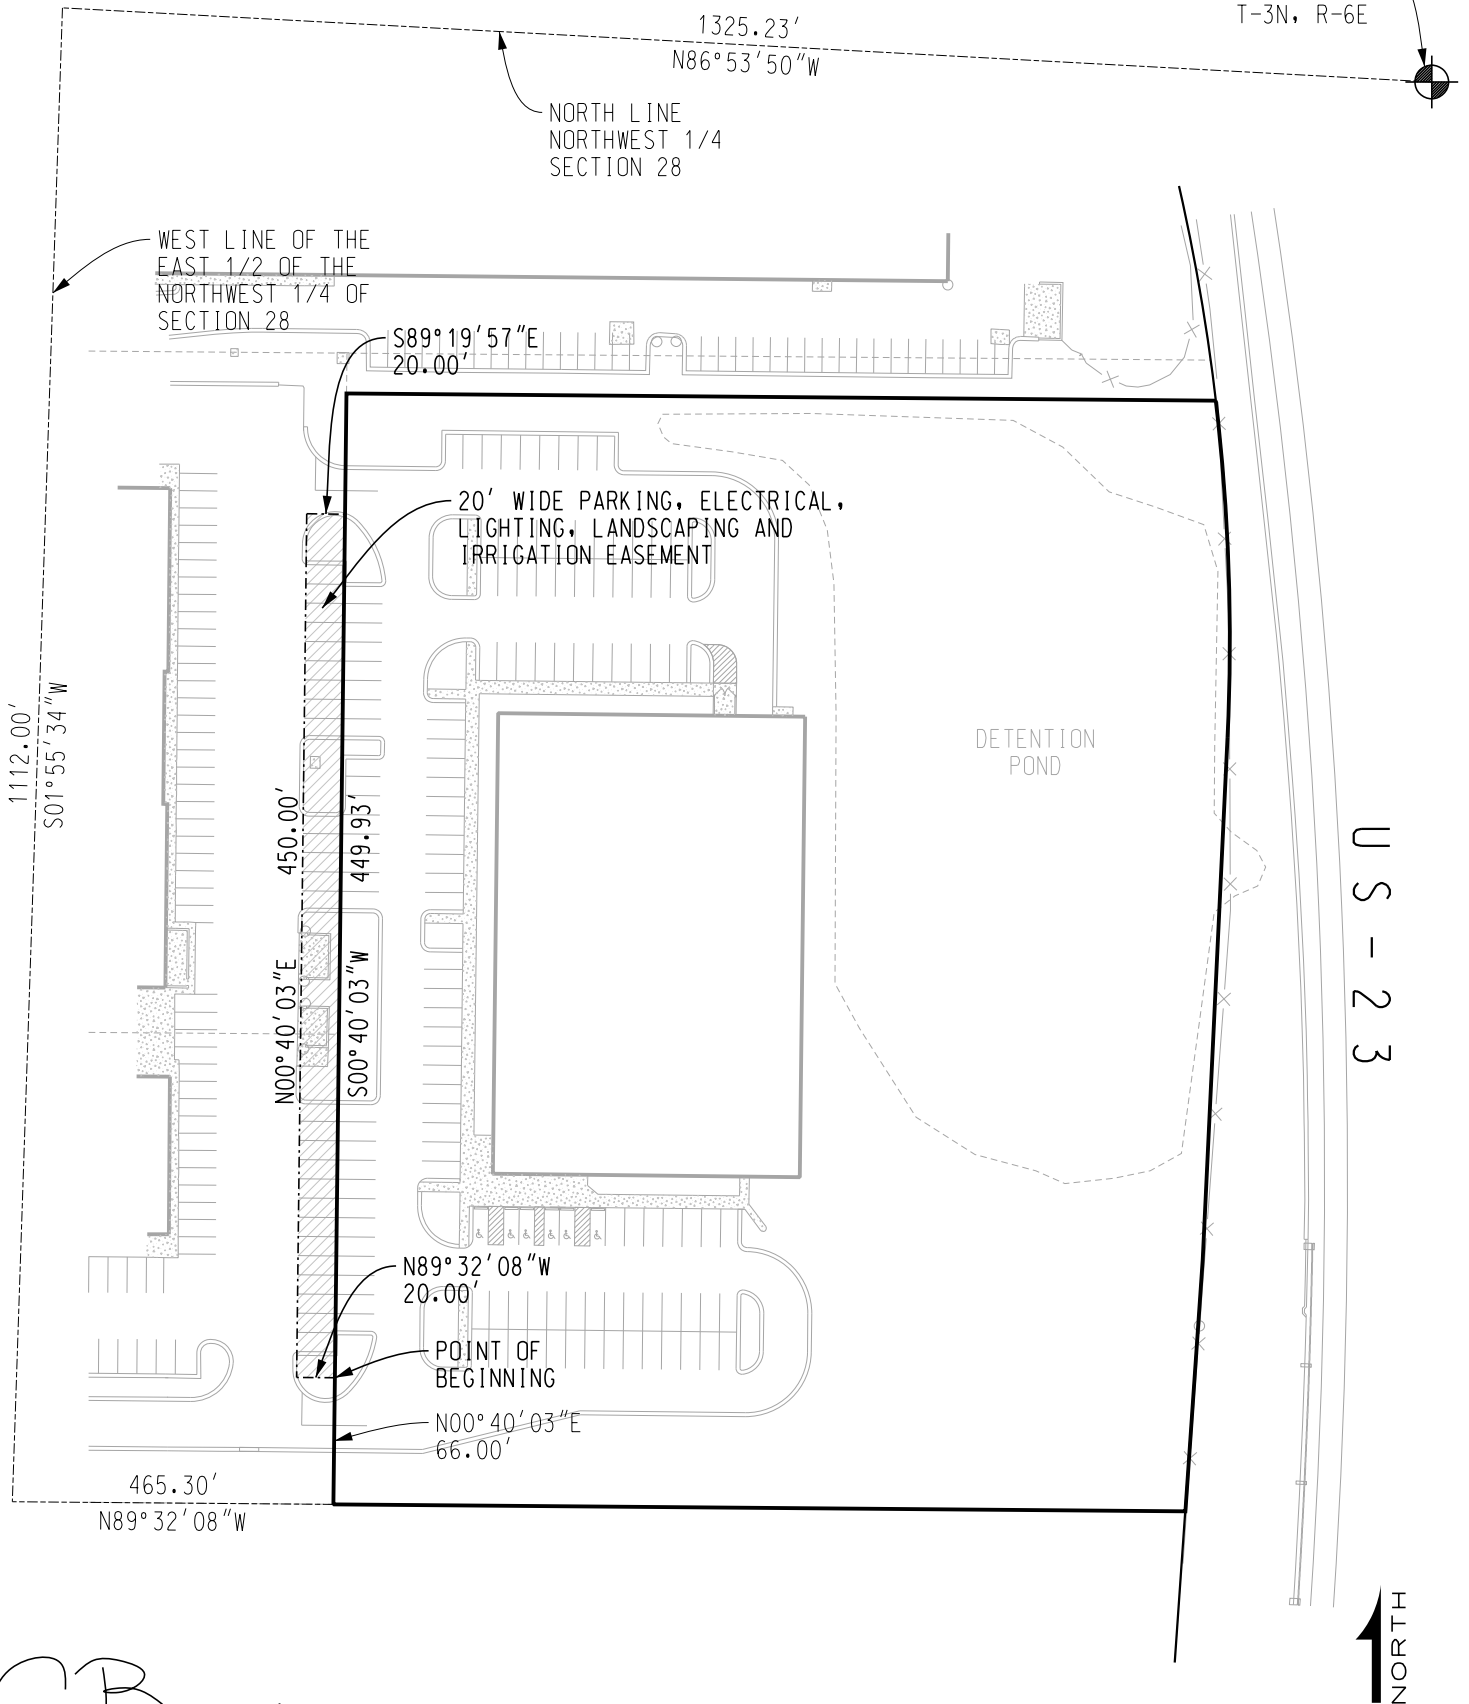 T-3N, R-6E
1325.23'
N86°53'50"W
NORTH LINE
NORTHWEST 1/4
SECTION 28
WEST LINE OF THE
EAST 1/2 OF THE
NORTHWEST 1/4 OF
SECTION 28
S89°19'57"E
20.00'
20' WIDE PARKING, ELECTRICAL,
LIGHTING, LANDSCAPING AND
IRRIGATION EASEMENT
DETENTION
POND
1112.00'
S01°55'34"W
450.00'
N00°40'03"E
449.93'
S00°40'03"W
US-23
N89°32'08"W
20.00'
POINT OF
BEGINNING
N00°40'03"E
66.00'
465.30'
N89°32'08"W
NORTH